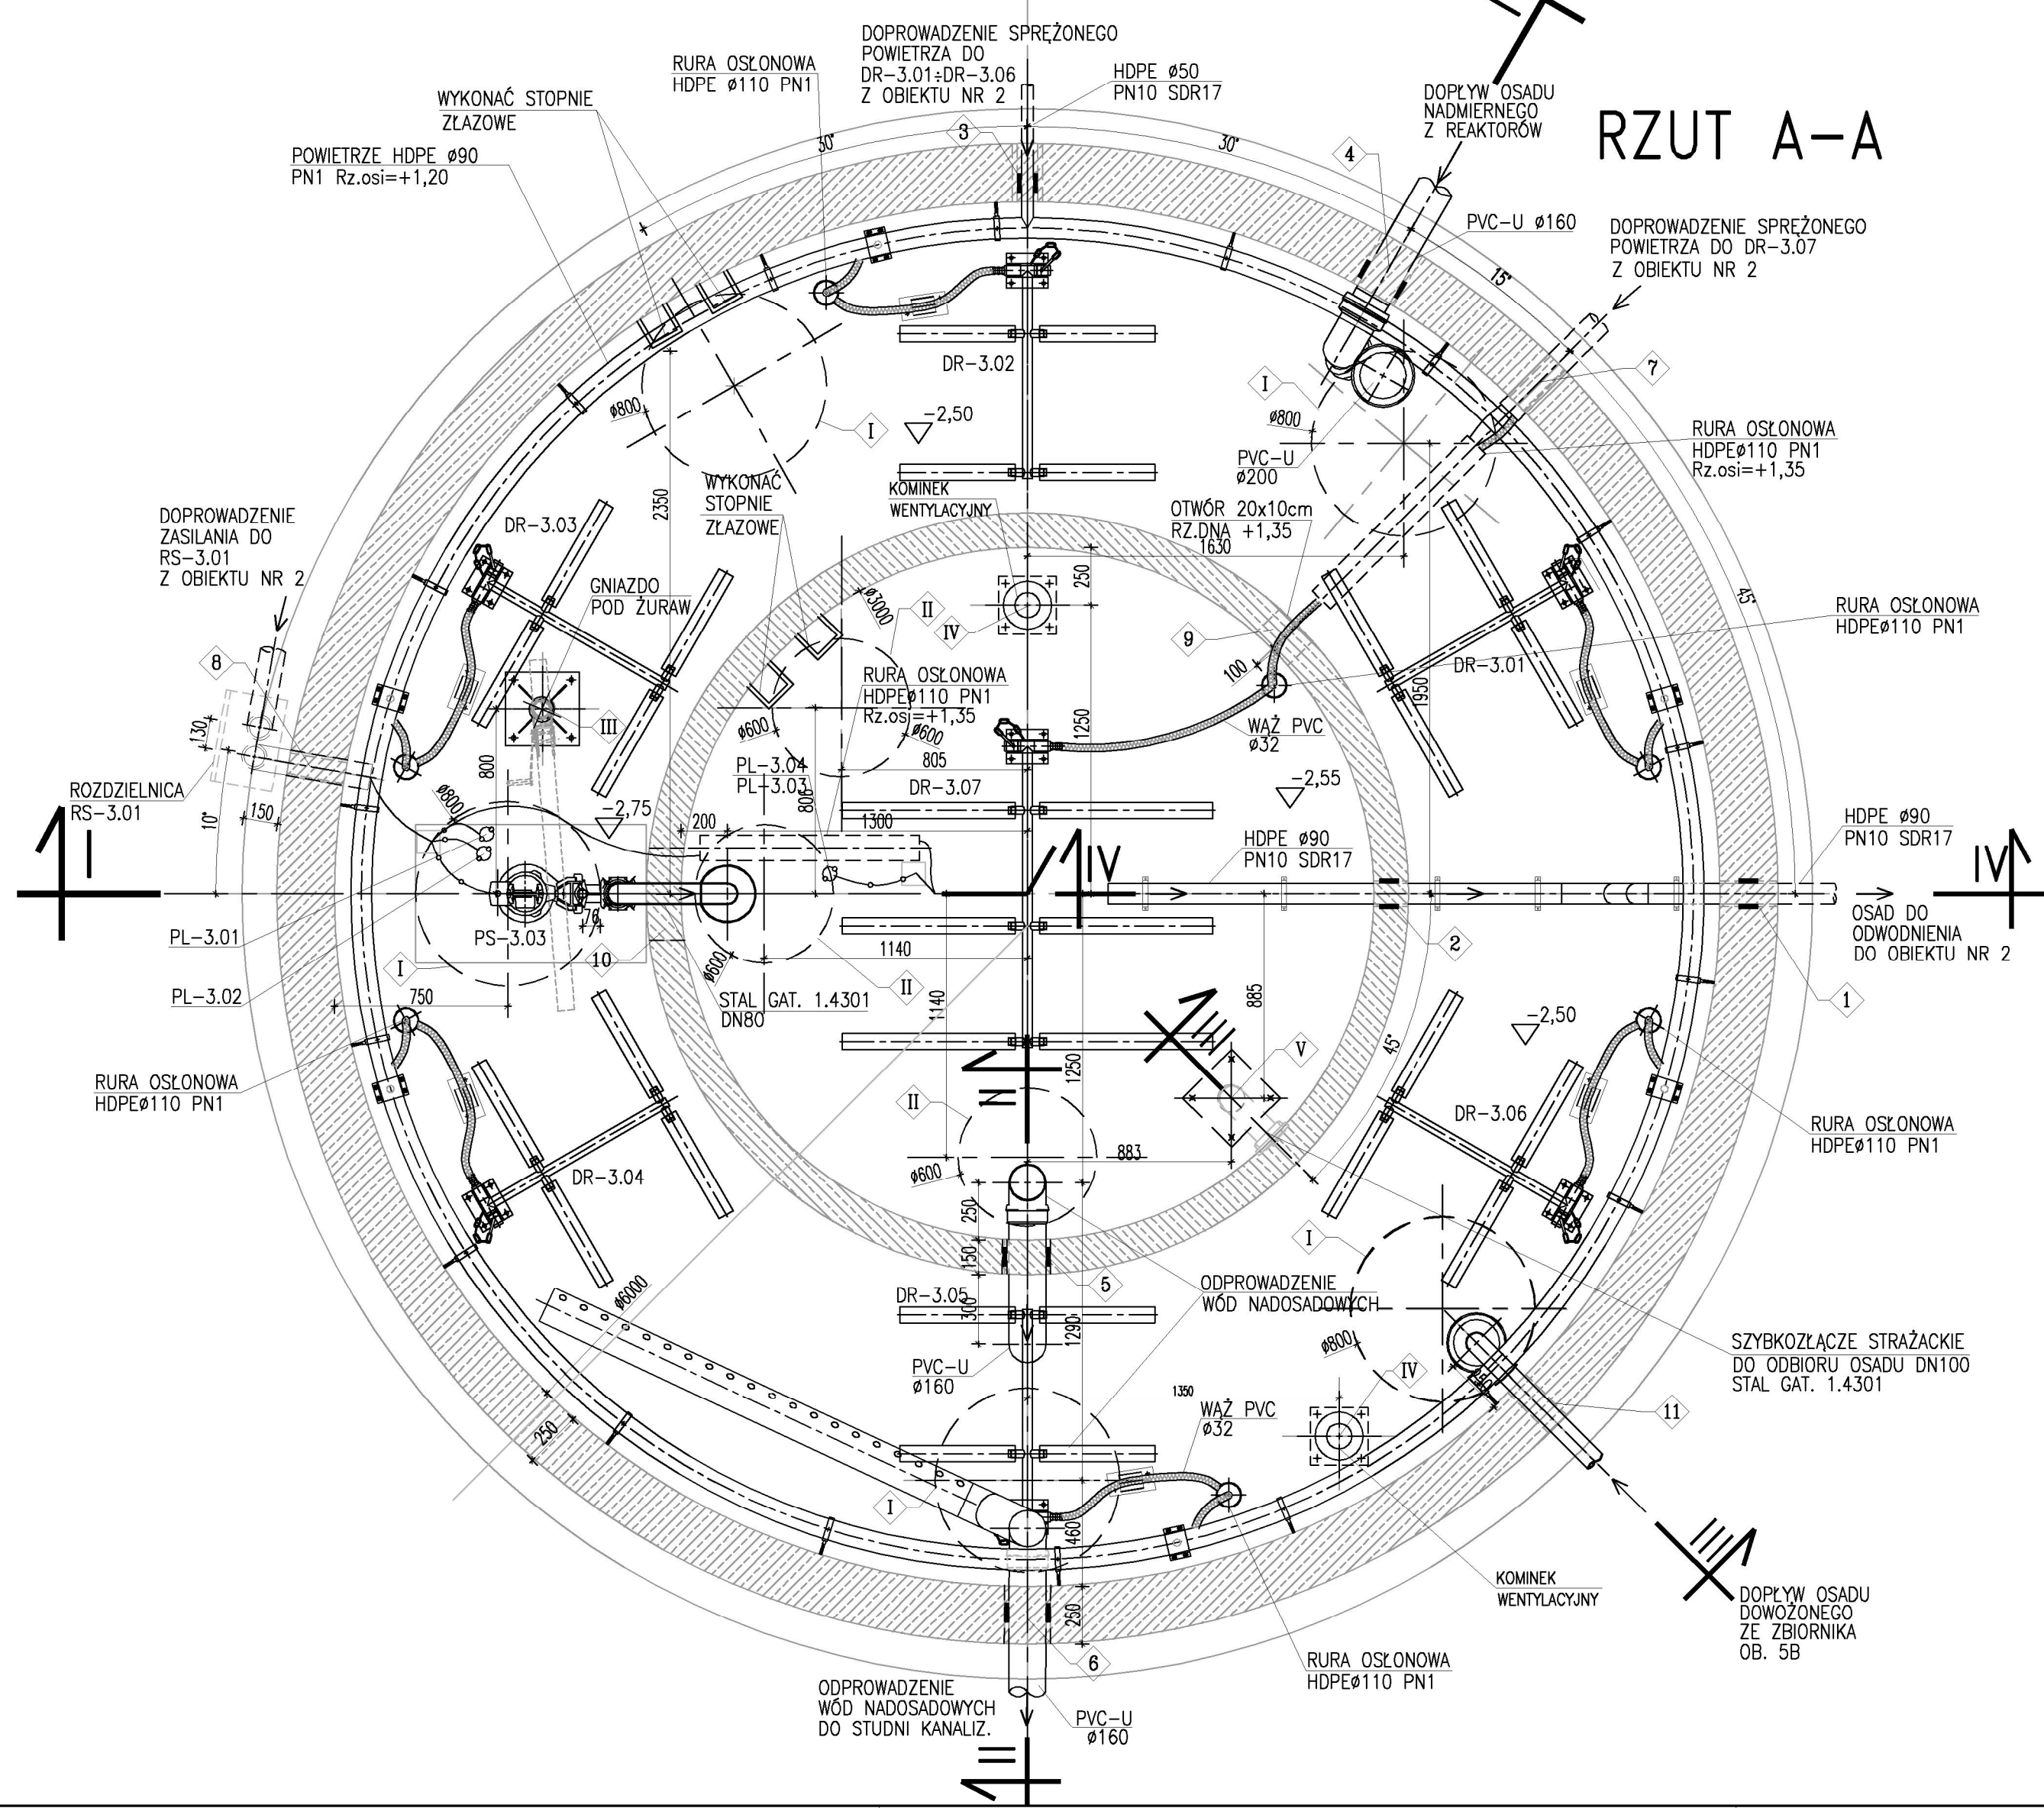 DOPROWADZENIE SPRĘŻONEGO
POWIETRZA DO
DR-3.01÷DR-3.06
Z OBIEKTU NR 2
RURA OSŁONOWA
HDPE ø110 PN1
HDPE ø50
PN10 SDR17
WYKONAĆ STOPNIE
ZŁAZOWE
DOPŁYW OSADU
NADMIERNEGO
Z REAKTORÓW
RZUT A-A
POWIETRZE HDPE ø90
PN1 Rz.osi=+1,20
30°
3
30°
4
PVC-U ø160
DOPROWADZENIE SPRĘŻONEGO
POWIETRZA DO DR-3.07
Z OBIEKTU NR 2
15°
DR-3.02
7
I
ø800
I
-2,50
ø800
RURA OSŁONOWA
HDPEø110 PN1
Rz.osi=+1,35
PVC-U
ø200
WYKONAĆ
STOPNIE
ZŁAZOWE
KOMINEK
WENTYLACYJNY
2350
OTWÓR 20x10cm
RZ.DNA +1,35
1630
DOPROWADZENIE
ZASILANIA DO
RS-3.01
Z OBIEKTU NR 2
DR-3.03
GNIAZDO
POD ŻURAW
250
ø3000
II
IV
45°
RURA OSŁONOWA
HDPEø110 PN1
9
8
100
DR-3.01
1950
RURA OSŁONOWA
HDPEø110 PN1
Rz.osi=+1,35
1250
130
III
ø600
ø600
WĄŻ PVC
ø32
800
805
PL-3.04
PL-3.03
800
DR-3.07
-2,55
ROZDZIELNICA
RS-3.01
10°
150
ø800
-2,75
200
1300
HDPE ø90
PN10 SDR17
HDPE ø90
PN10 SDR17
I
IV
IV
PS-3.03
76
OSAD DO
ODWODNIENIA
DO OBIEKTU NR 2
PL-3.01
I
10
ø600
1140
II
2
PL-3.02
750
STAL GAT. 1.4301
DN80
1140
885
1
-2,50
III
V
45°
1250
RURA OSŁONOWA
HDPEø110 PN1
II
II
DR-3.06
RURA OSŁONOWA
HDPEø110 PN1
883
DR-3.04
ø600
250
I
150
5
ODPROWADZENIE
WÓD NADOSADOWYCH
DR-3.05
300
1290
ø6000
ø800
SZYBKOZŁĄCZE STRAŻACKIE
DO ODBIORU OSADU DN100
STAL GAT. 1.4301
PVC-U
ø160
IV
1350
WĄŻ PVC
ø32
11
250
I
460
KOMINEK
WENTYLACYJNY
III
DOPŁYW OSADU
DOWOŻONEGO
ZE ZBIORNIKA
OB. 5B
250
6
RURA OSŁONOWA
HDPEø110 PN1
ODPROWADZENIE
WÓD NADOSADOWYCH
DO STUDNI KANALIZ.
PVC-U
ø160
II